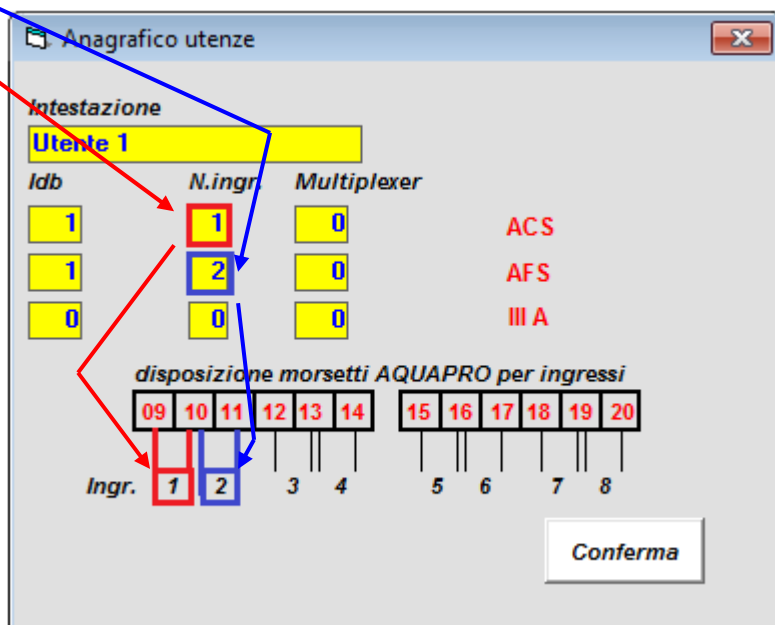 Anagrafico utenze
Intestazione
Utente 1
Idb N.ingr. Multiplexer
1 1 0 ACS
1 2 0 AFS
0 0 0 III A
disposizione morsetti AQUAPRO per ingressi
09 10 11 12 13 14 15 16 17 18 19 20
Ingr. 1 2 3 4 5 6 7 8
Conferma